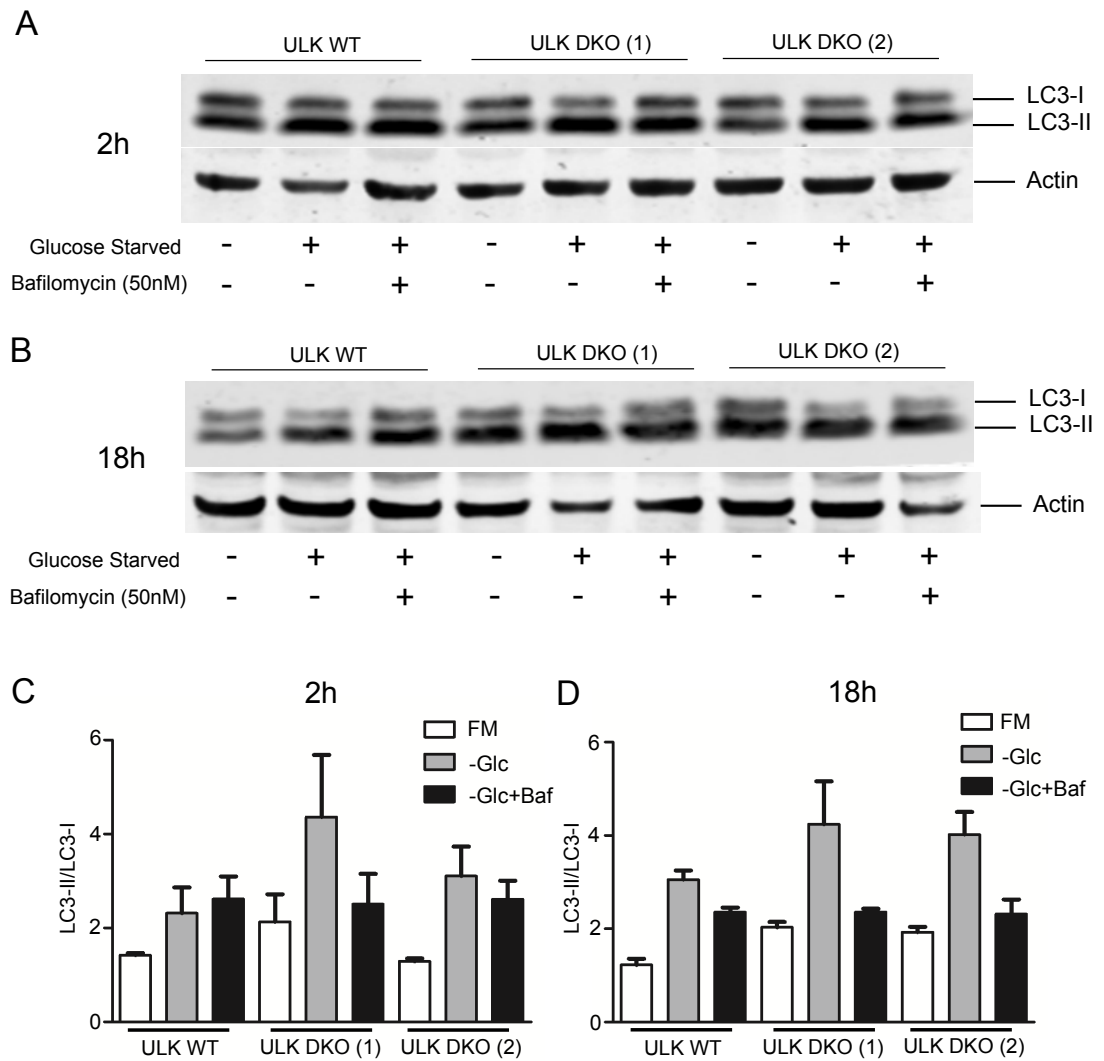 A
ULK WT ULK DKO (1) ULK DKO (2)
LC3-I
LC3-II
2h
Actin
Glucose Starved - + + - + + - + +
Bafilomycin (50nM) - - + - - + - - +
B
ULK WT ULK DKO (1) ULK DKO (2)
LC3-I
LC3-II
18h
Actin
Glucose Starved - + + - + + - + +
Bafilomycin (50nM) - - + - - + - - +
C 2h
FM
-Glc
-Glc+Baf
LC3-II/LC3-I
6
4
2
0
ULK WT ULK DKO (1) ULK DKO (2)
D 18h
FM
-Glc
-Glc+Baf
LC3-II/LC3-I
6
4
2
0
ULK WT ULK DKO (1) ULK DKO (2)